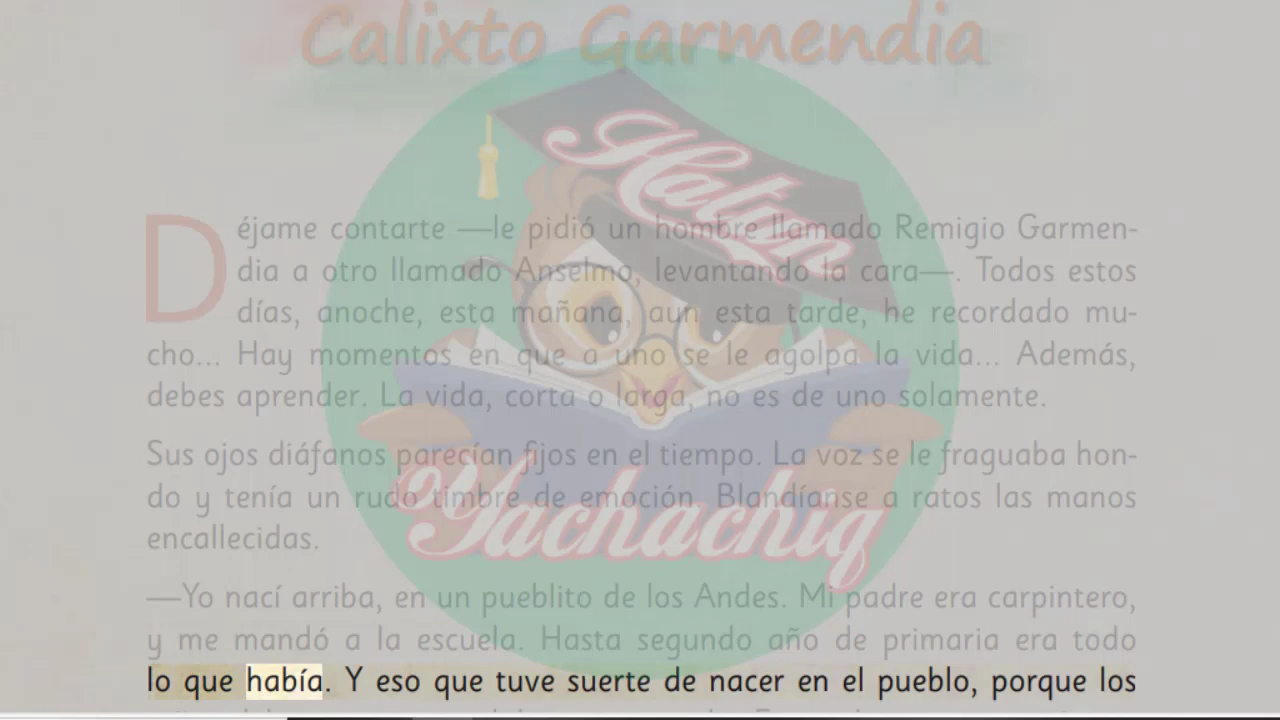 Calixto Garmendia
Hatun
Déjame contarte —le pidió un hombre llamado Remigio Garmen-
dia a otro llamado Anselmo, levantando la cara—. Todos estos
días, anoche, esta mañana, aun esta tarde, he recordado mu-
cho... Hay momentos en que a uno se le agolpa la vida... Además,
debes aprender. La vida, corta o larga, no es de uno solamente.
Sus ojos diáfanos parecían fijos en el tiempo. La voz se le fraguaba hon-
do y tenía un rudo timbre de emoción. Blandíanse a ratos las manos
encallecidas.
Yachachiq
—Yo nací arriba, en un pueblito de los Andes. Mi padre era carpintero,
y me mandó a la escuela. Hasta segundo año de primaria era todo
lo que había. Y eso que tuve suerte de nacer en el pueblo, porque los